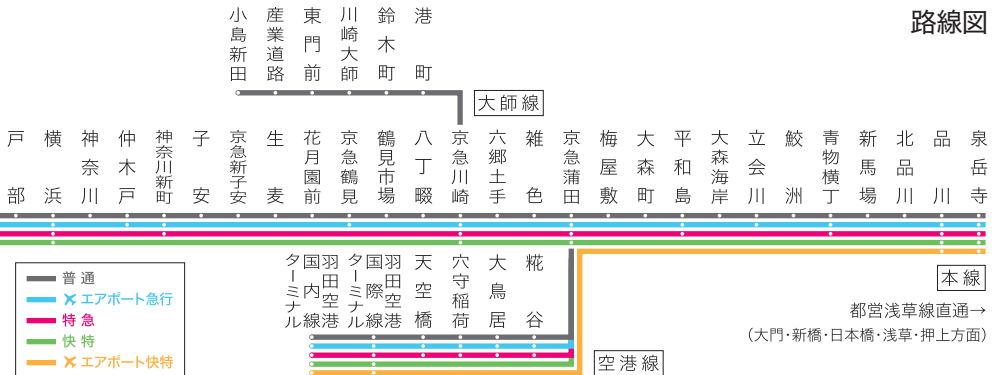 路線図
小島新田
産業道路
東門前
川崎大師
鈴木町
港町
大師線
戸部
横浜
神奈川
仲木戸
神奈川新町
子安
京急新子安
生麦
花月園前
京急鶴見
鶴見市場
八丁畷
京急川崎
六郷土手
雑色
京急蒲田
梅屋敷
大森町
平和島
大森海岸
立会川
鮫洲
青物横丁
新馬場
北品川
品川
泉岳寺
羽田空港
国内線
ターミナル
羽田空港
国際線
ターミナル
天空橋
穴守稲荷
大鳥居
糀谷
空港線
本線
都営浅草線直通→
(大門・新橋・日本橋・浅草・押上方面)
普通
エアポート急行
特急
快特
エアポート快特